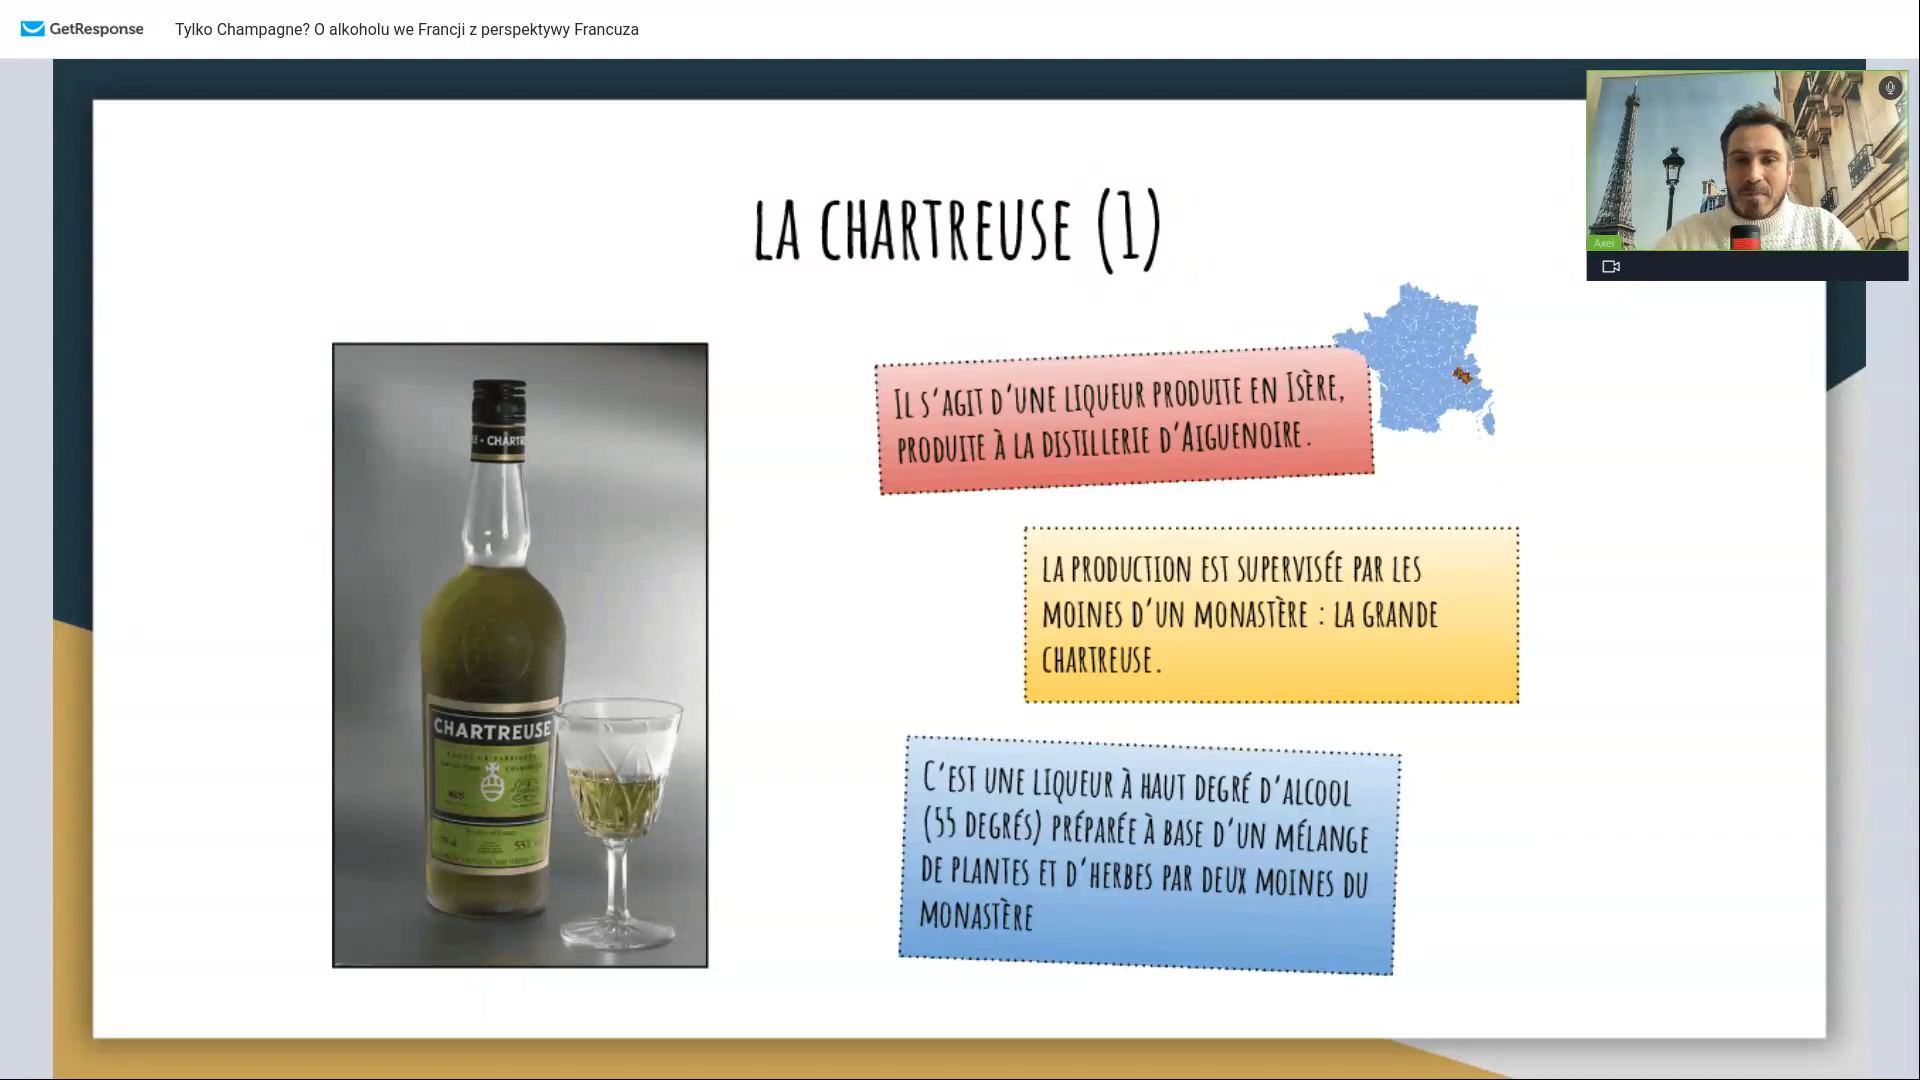 GetResponse
Tylko Champagne? O alkoholu we Francji z perspektywy Francuza
LA CHARTREUSE (1)
Axel
IL S'AGIT D'UNE LIQUEUR PRODUITE EN ISÈRE,
PRODUITE À LA DISTILLERIE D'AIGUENOIRE.
LA PRODUCTION EST SUPERVISÉE PAR LES
MOINES D'UN MONASTÈRE : LA GRANDE
CHARTREUSE.
C'EST UNE LIQUEUR À HAUT DEGRÉ D'ALCOOL
(55 DEGRÉS) PRÉPARÉE À BASE D'UN MÉLANGE
DE PLANTES ET D'HERBES PAR DEUX MOINES DU
MONASTÈRE
E • CHARTR
CHARTREUSE